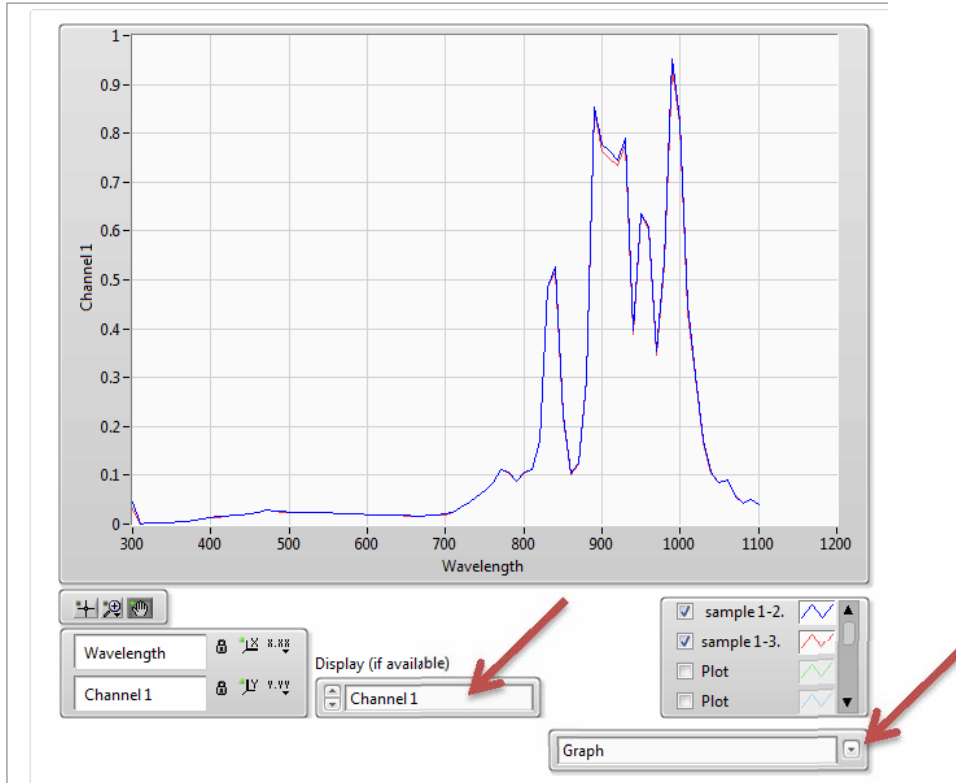 1
0.9
0.8
0.7
0.6
0.5
0.4
0.3
0.2
0.1
0
Channel 1
300 400 500 600 700 800 900 1000 1100 1200
Wavelength
Wavelength X X.XX
Channel 1 Y Y.YY
Display (if available)
Channel 1
sample 1-2.
sample 1-3.
Plot
Plot
Graph